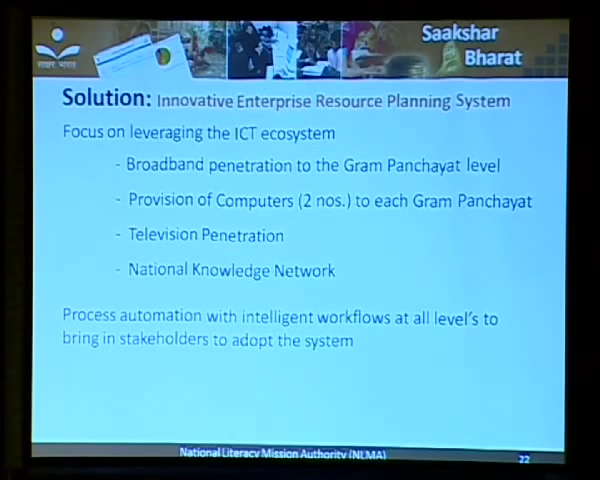 Saakshar
Bharat
साक्षर भारत
Solution: Innovative Enterprise Resource Planning System
Focus on leveraging the ICT ecosystem
- Broadband penetration to the Gram Panchayat level
- Provision of Computers (2 nos.) to each Gram Panchayat
- Television Penetration
- National Knowledge Network
Process automation with intelligent workflows at all level's to
bring in stakeholders to adopt the system
National Literacy Mission Authority (NLMA)
22